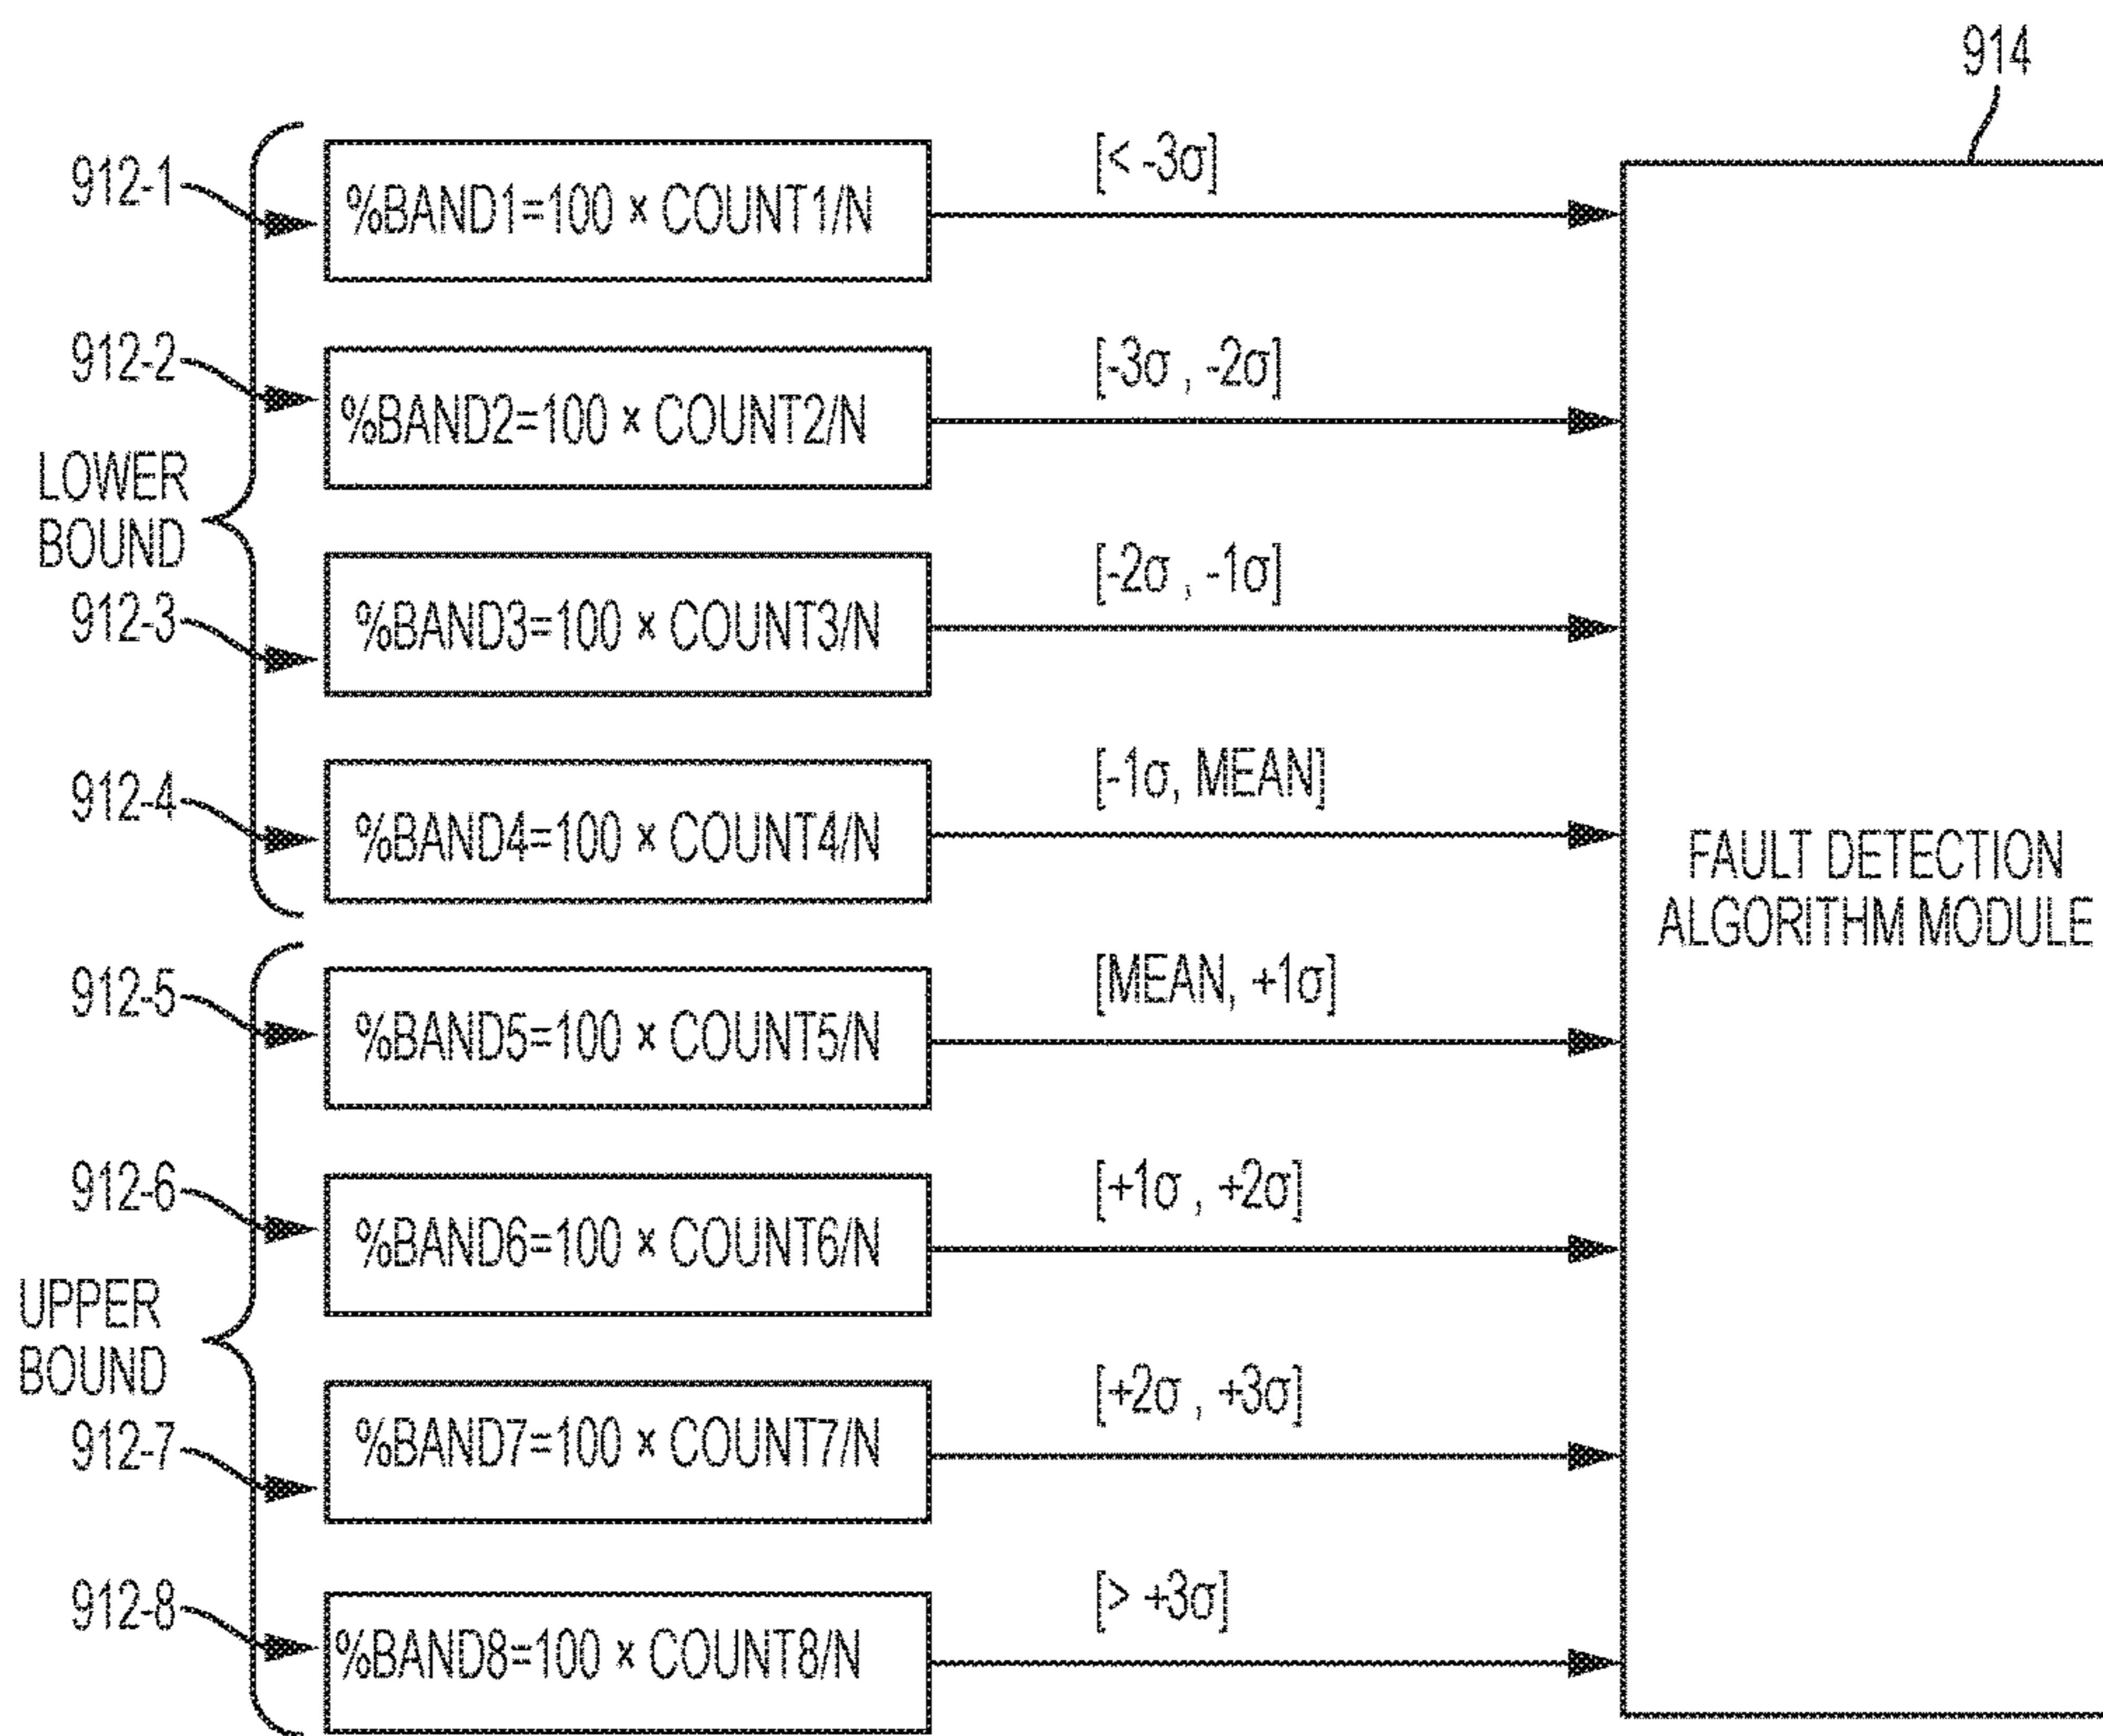 914
912-1
%BAND1=100 × COUNT1/N
[< -3σ]
912-2
%BAND2=100 × COUNT2/N
[-3σ , -2σ]
LOWER
BOUND
912-3
%BAND3=100 × COUNT3/N
[-2σ , -1σ]
912-4
%BAND4=100 × COUNT4/N
[-1σ, MEAN]
FAULT DETECTION
ALGORITHM MODULE
912-5
%BAND5=100 × COUNT5/N
[MEAN, +1σ]
912-6
%BAND6=100 × COUNT6/N
[+1σ , +2σ]
UPPER
BOUND
912-7
%BAND7=100 × COUNT7/N
[+2σ , +3σ]
912-8
%BAND8=100 × COUNT8/N
[> +3σ]